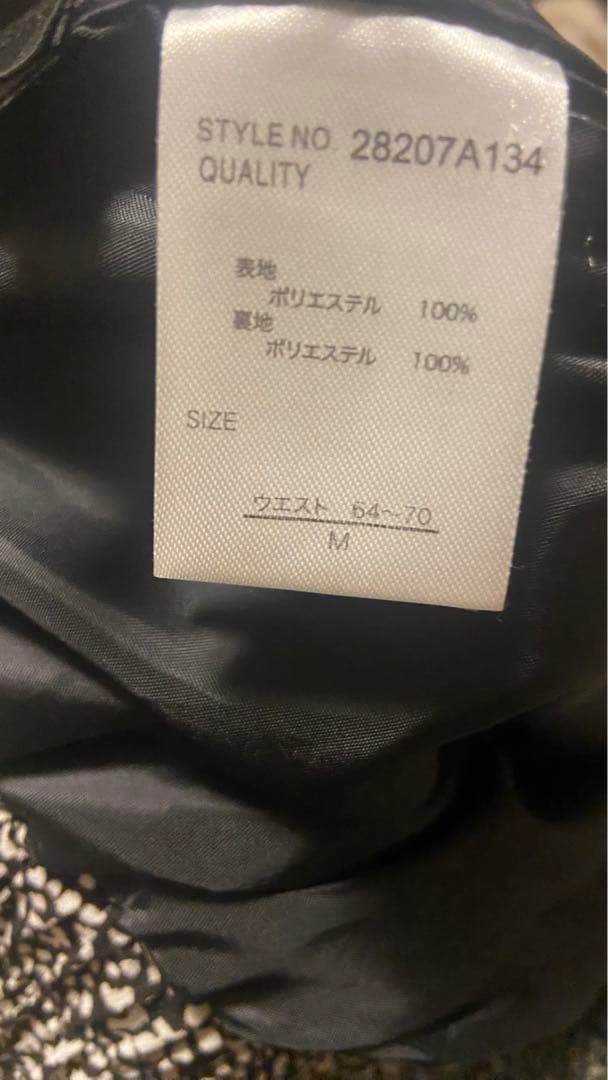 STYLE NO. 28207A134
QUALITY
表地
ポリエステル 100%
裏地
ポリエステル 100%
SIZE
ウエスト 64～70
M